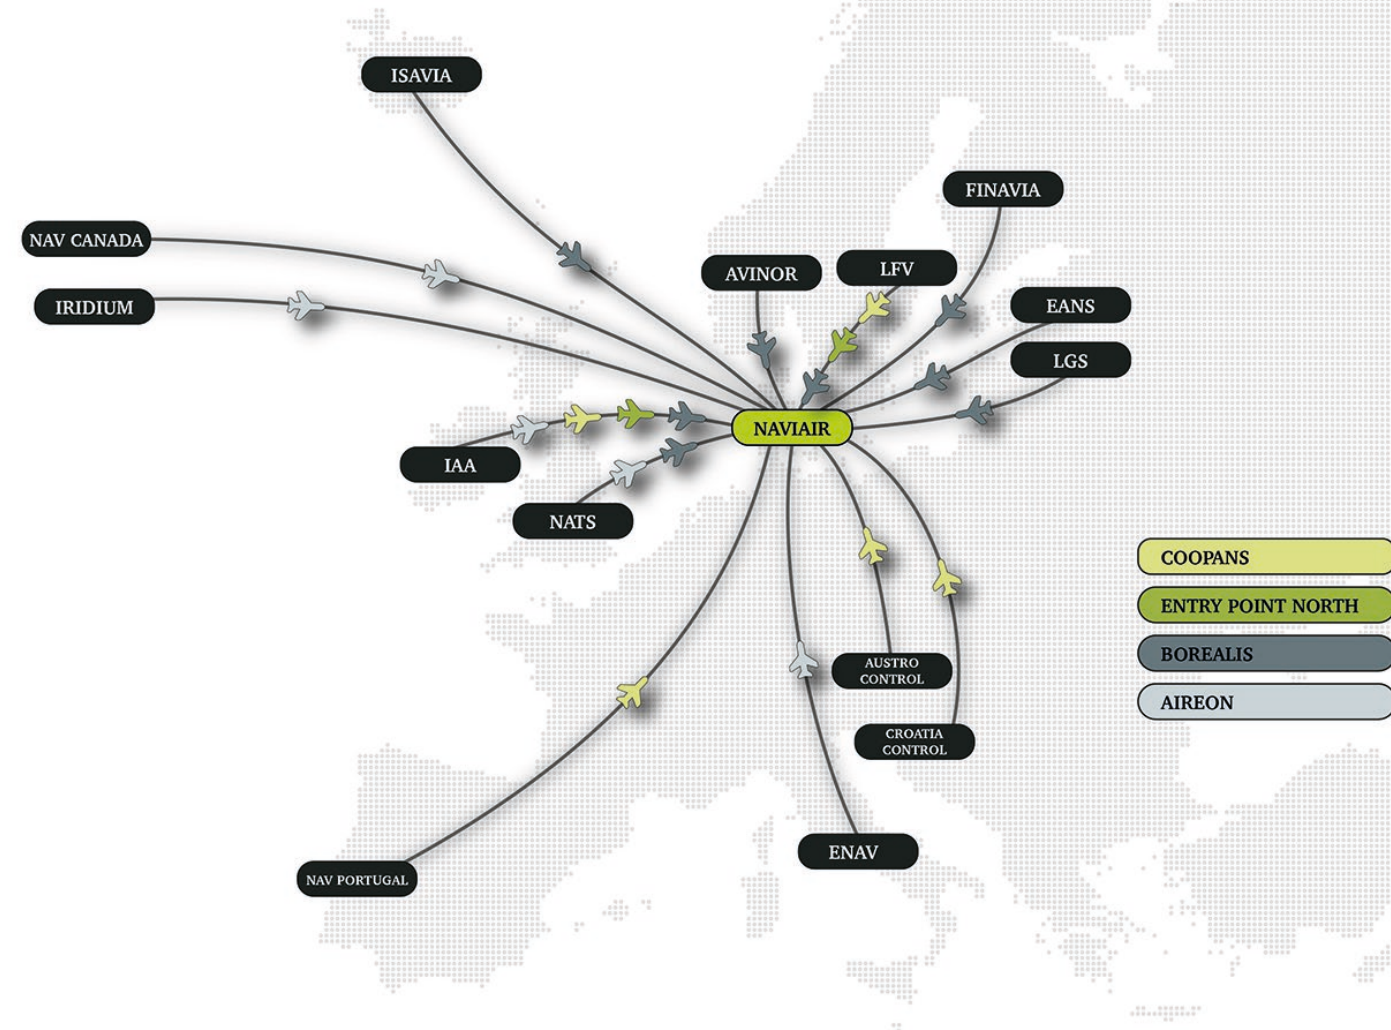 ISAVIA
FINAVIA
NAV CANADA
AVINOR
LFV
IRIDIUM
EANS
LGS
NAVIAIR
IAA
NATS
COOPANS
ENTRY POINT NORTH
BOREALIS
AIREON
AUSTRO
CONTROL
CROATIA
CONTROL
ENAV
NAV PORTUGAL